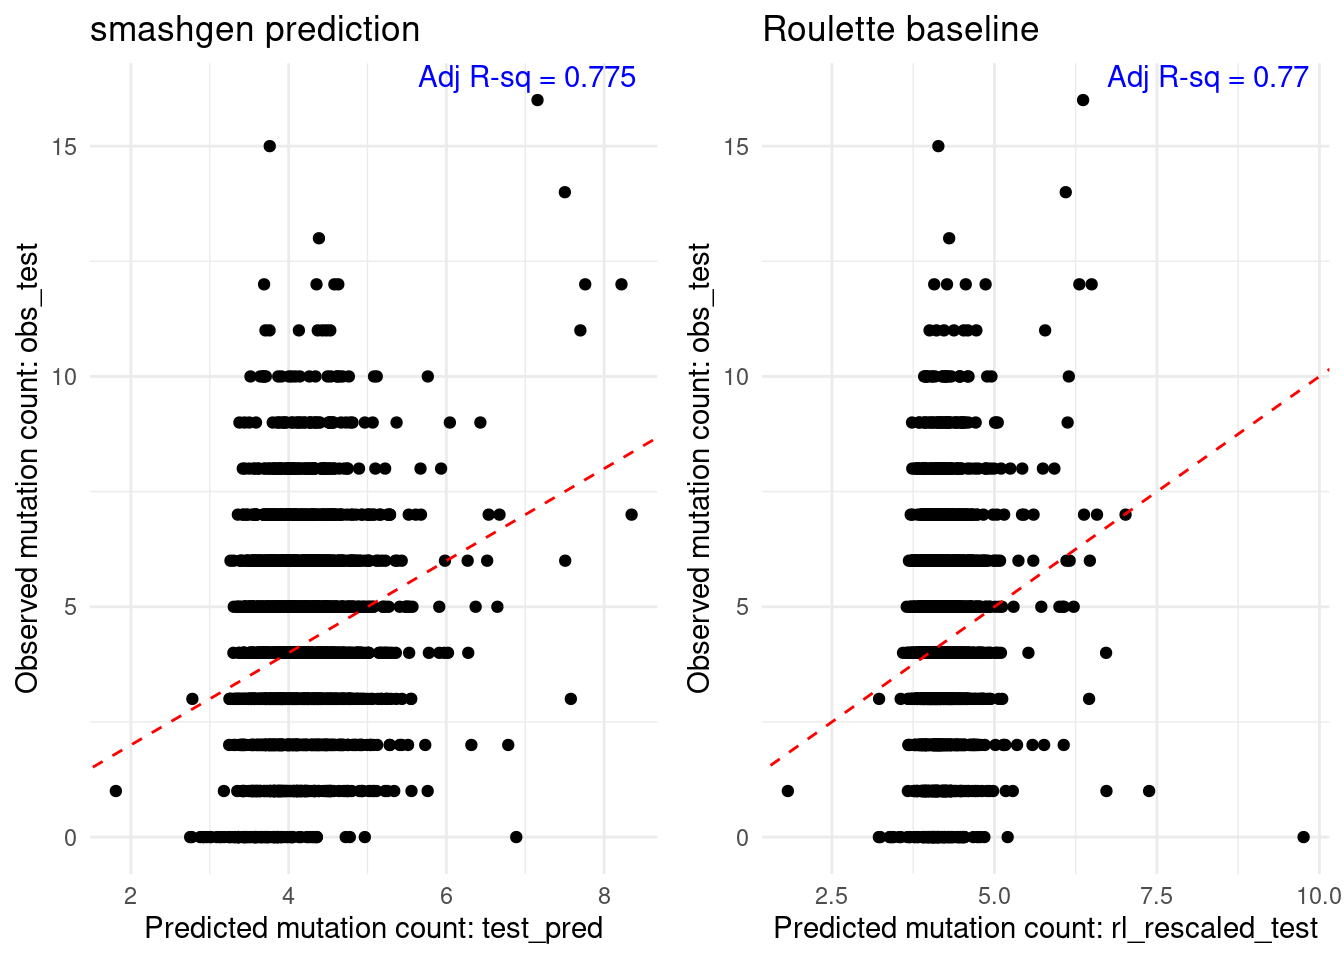 smashgen prediction
Adj R-sq = 0.775
Observed mutation count: obs_test
15
10
5
0
2
4
6
8
Predicted mutation count: test_pred
Roulette baseline
Adj R-sq = 0.77
Observed mutation count: obs_test
15
10
5
0
2.5
5.0
7.5
10.0
Predicted mutation count: rl_rescaled_test